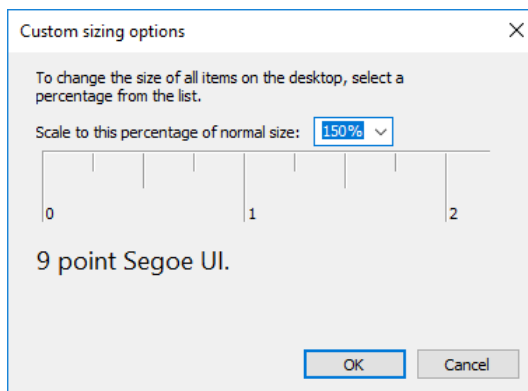 Custom sizing options
To change the size of all items on the desktop, select a
percentage from the list.
Scale to this percentage of normal size: 150%
0 1 2
9 point Segoe UI.
OK Cancel